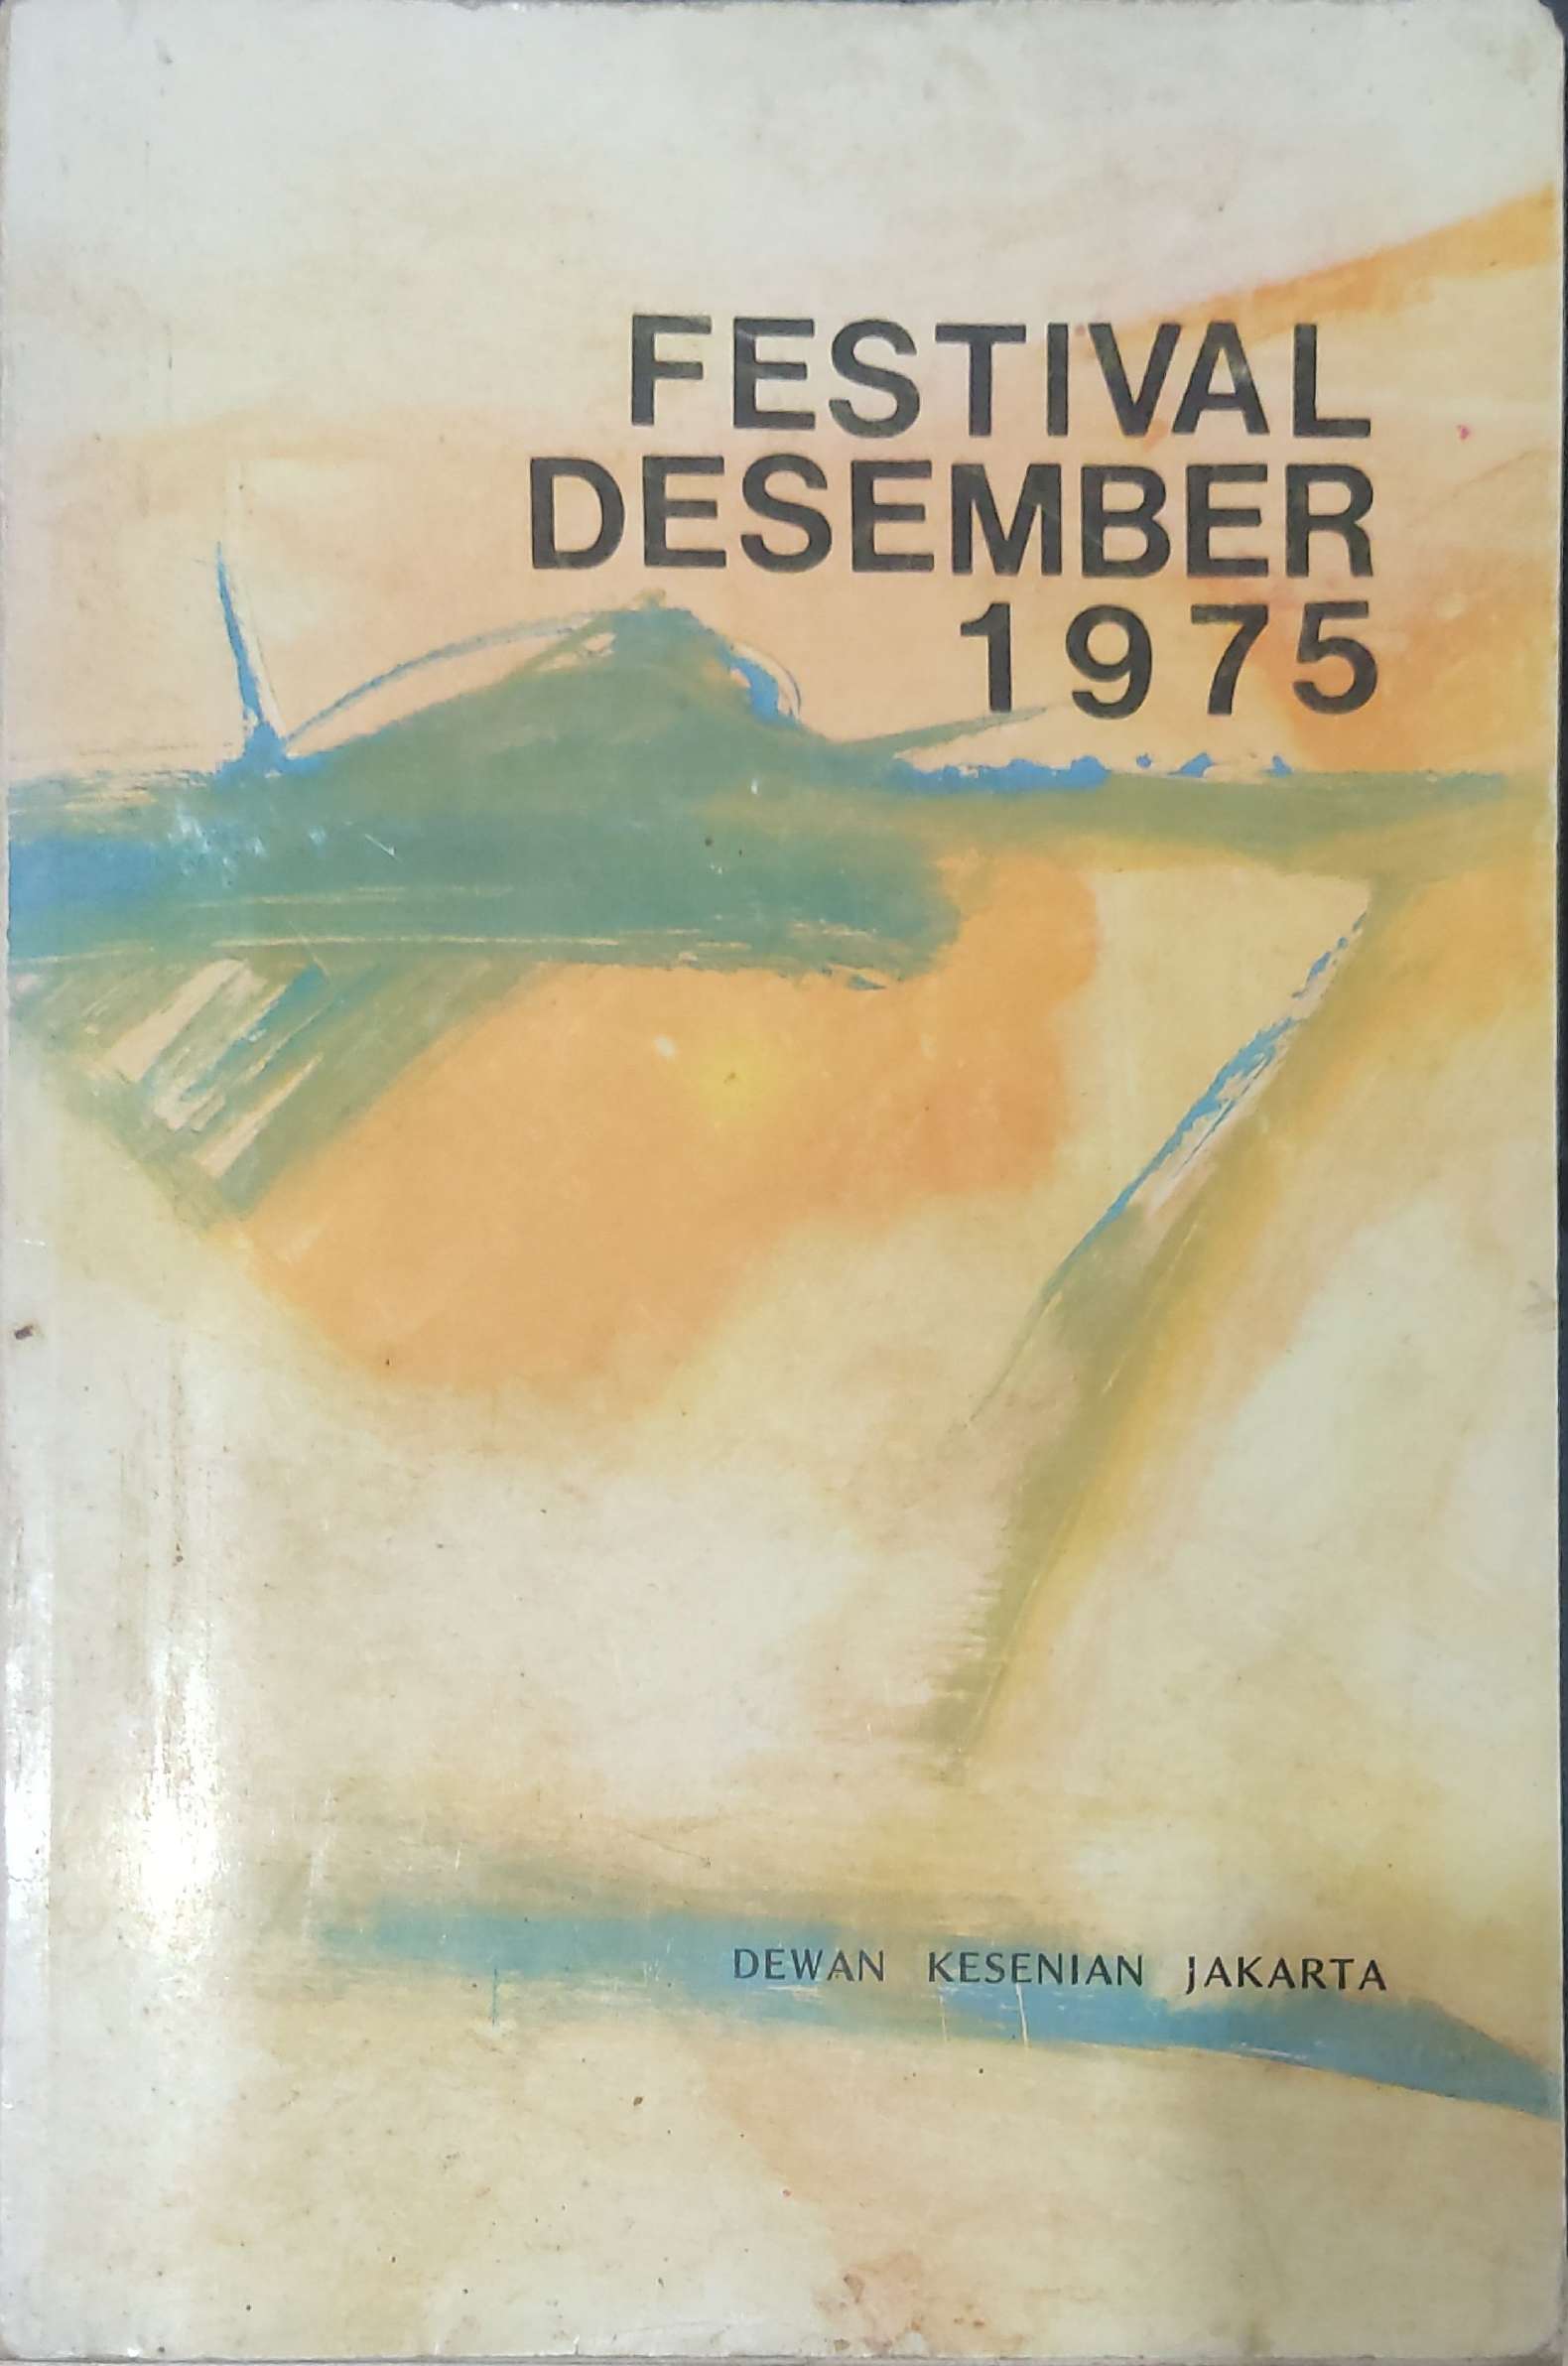 FESTIVAL
DESEMBER
1975
DEWAN KESENIAN JAKARTA